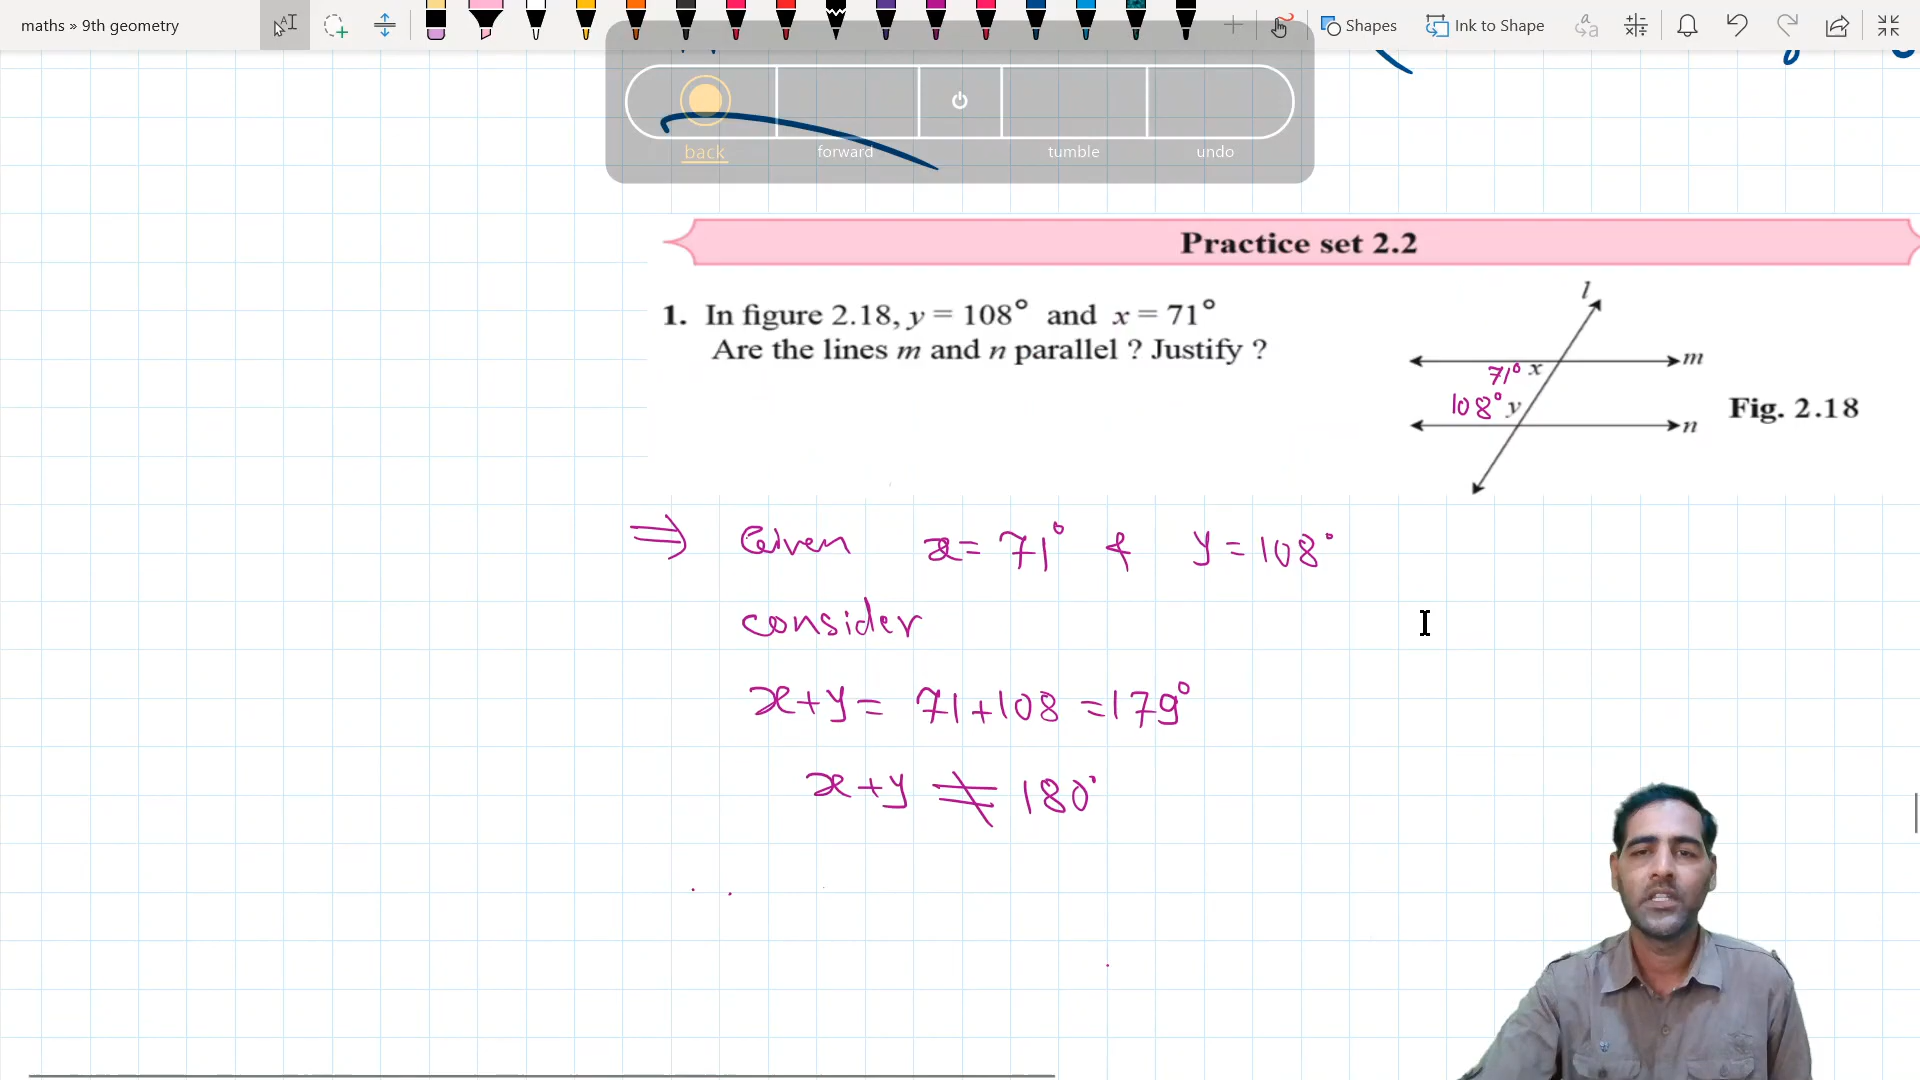 maths » 9th geometry
Shapes
Ink to Shape
back
forward
tumble
undo
Practice set 2.2
1. In figure 2.18, y = 108° and x = 71°
Are the lines m and n parallel ? Justify ?
l
m
71° x
108° y
n
Fig. 2.18
⇒ Given x = 71° & y = 108°
consider
x+y = 71+108 = 179°
x+y ≠ 180°